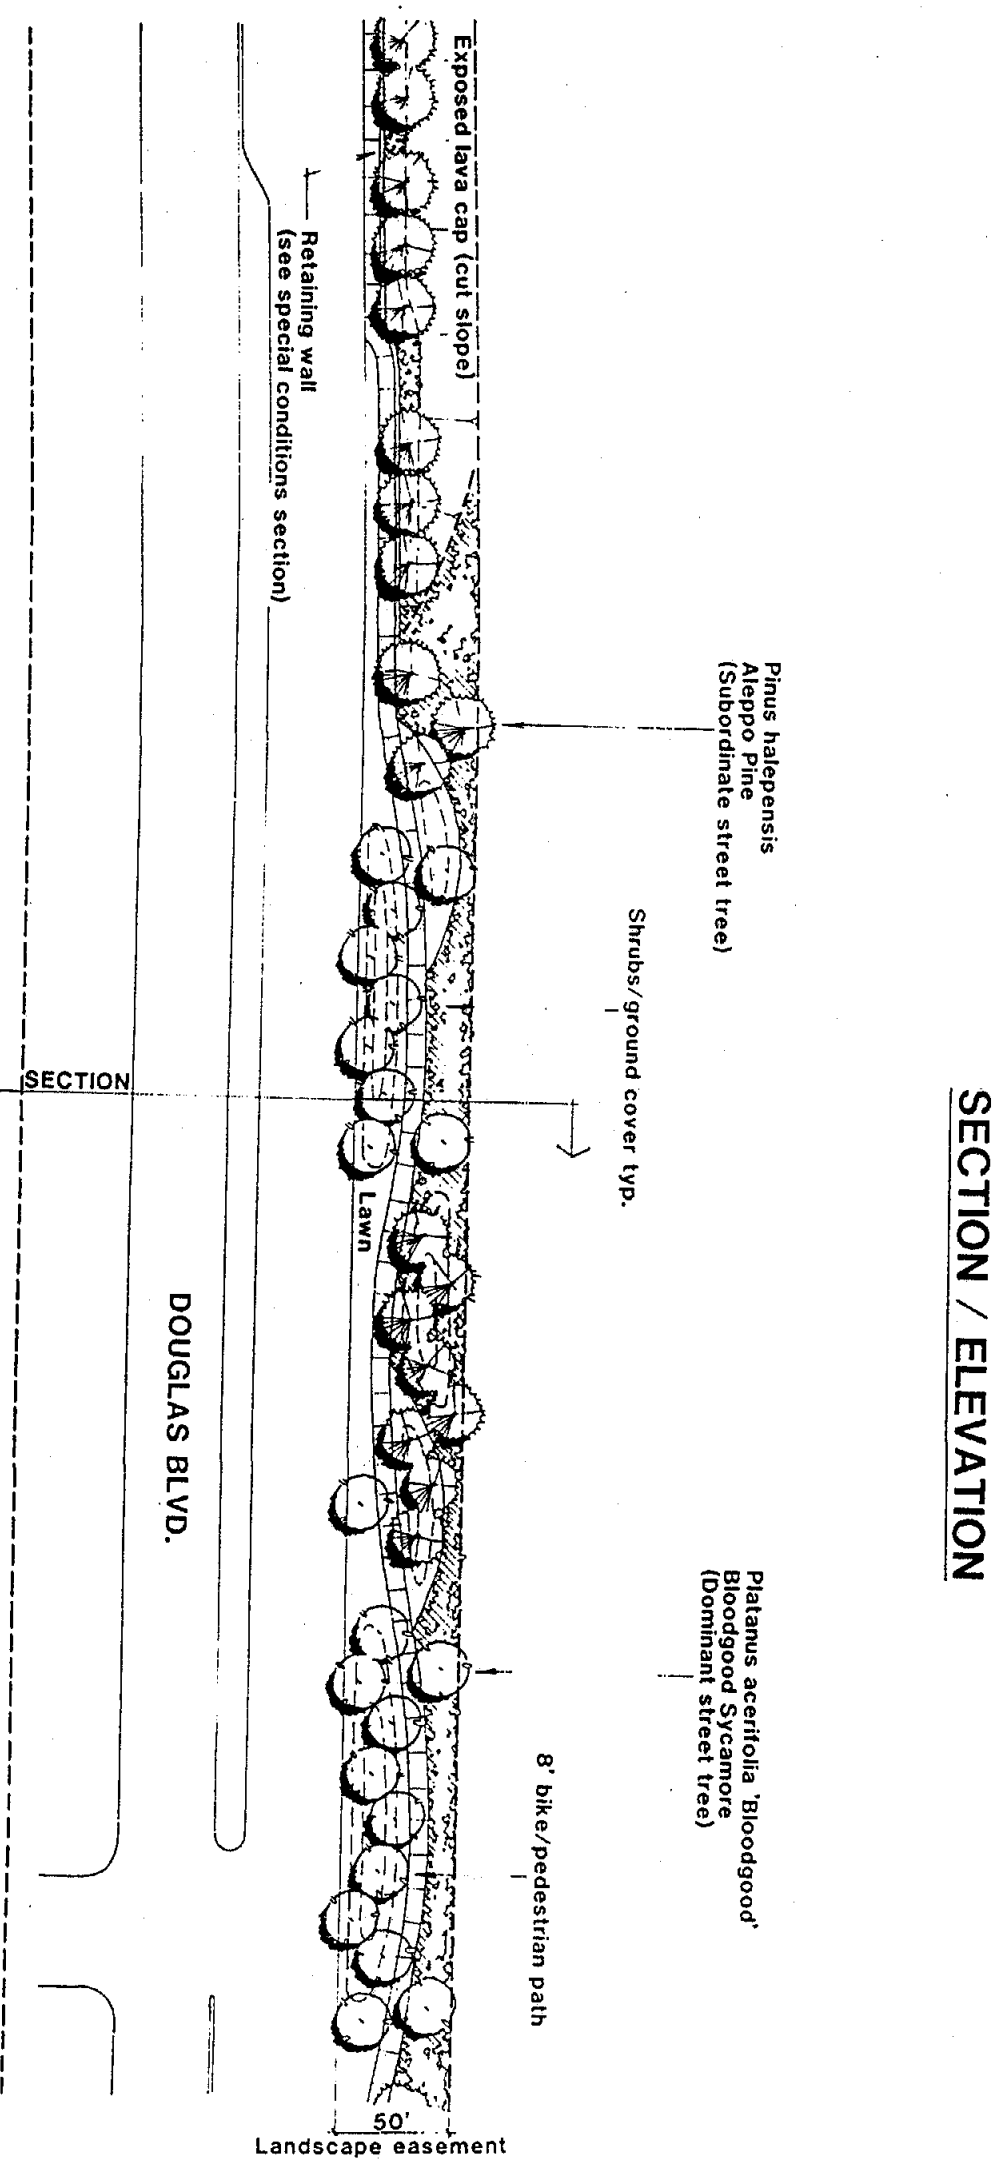 SECTION / ELEVATION
Pinus halepensis
Aleppo Pine
(Subordinate street tree)
Platanus acerifolia 'Bloodgood'
Bloodgood Sycamore
(Dominant street tree)
Shrubs/ground cover typ.
8' bike/pedestrian path
Exposed lava cap (cut slope)
Retaining wall
(see special conditions section)
Lawn
DOUGLAS BLVD.
SECTION
50'
Landscape easement